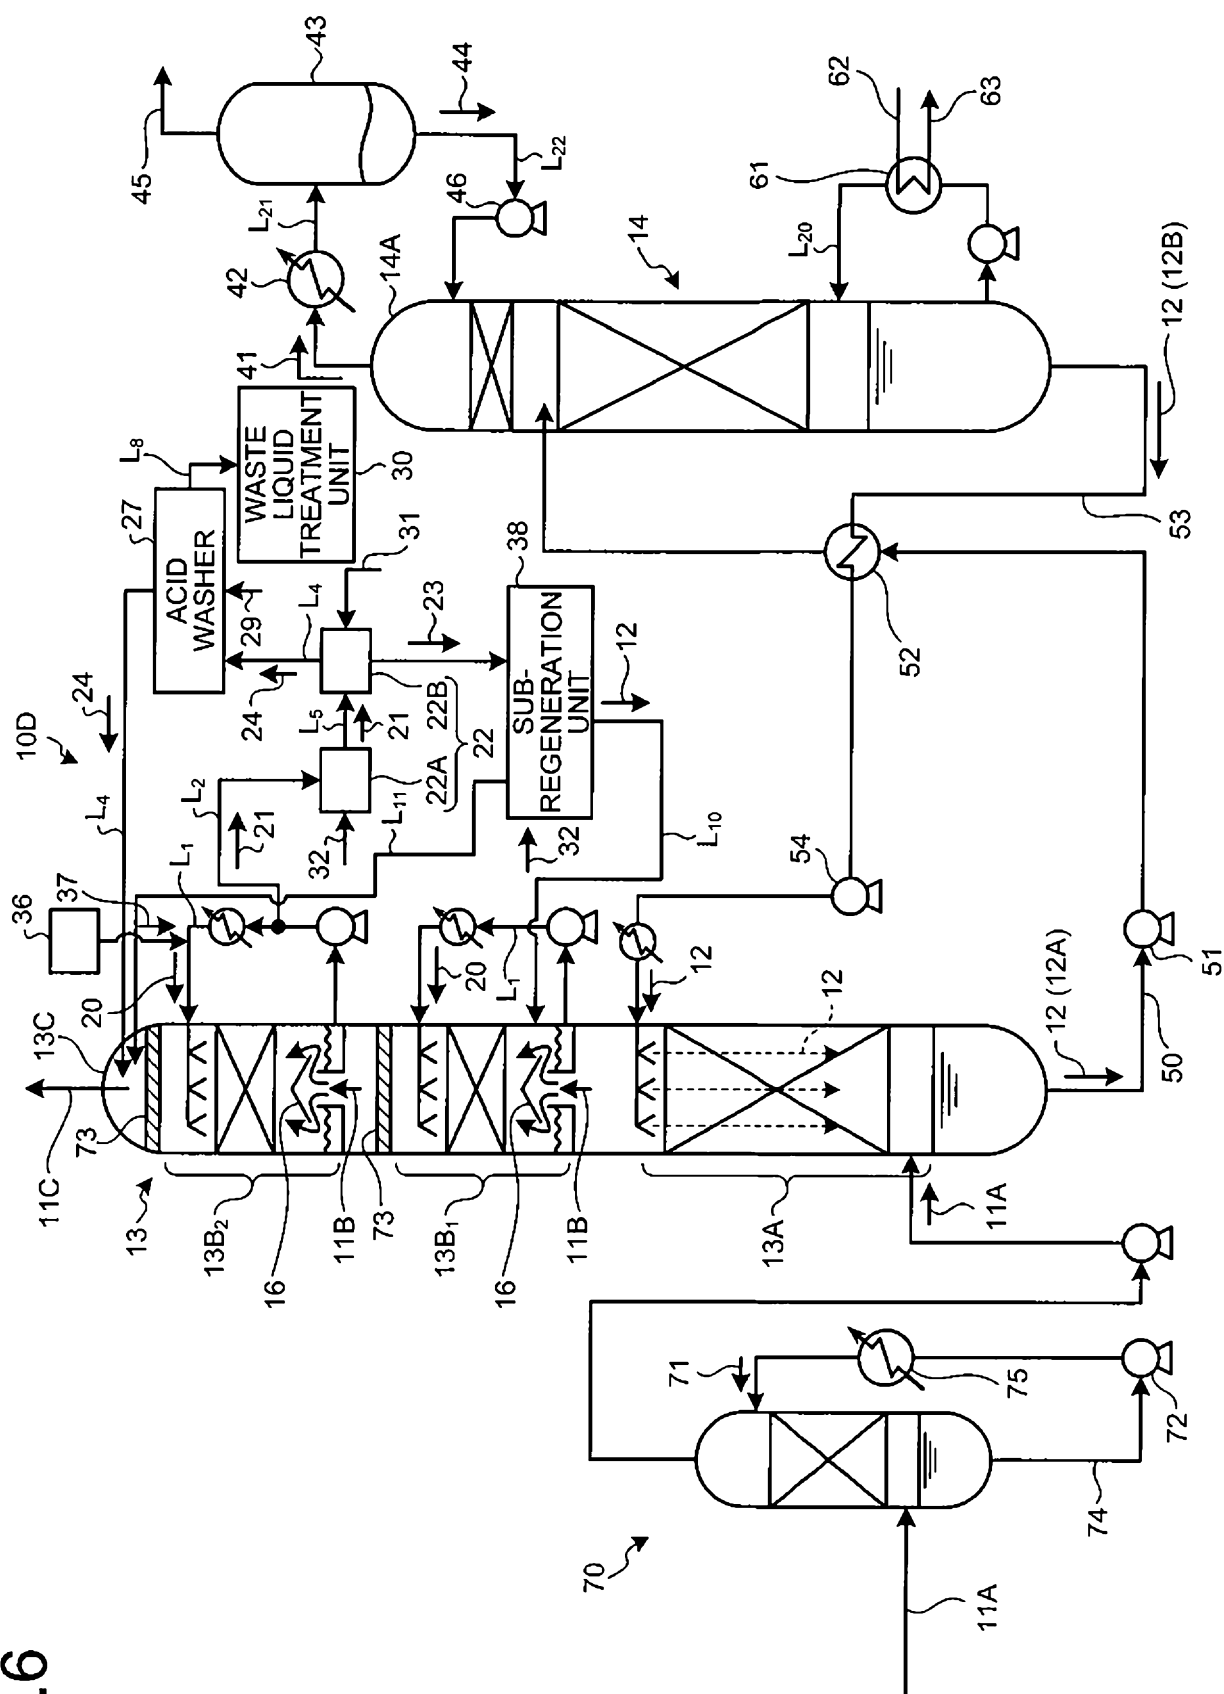 .6
10D
24
L4
27
ACID
WASHER
L8
WASTE
LIQUID
TREATMENT
UNIT
30
29
24
L4
31
41
42
L21
43
45
44
46
L22
14A
14
L20
61
62
63
36
37
20
L1
21
L2
32
22A
L5
21
22B
22
23
L11
38
SUB-
REGENERATION
UNIT
12
32
L10
11C
13C
73
13
13B2
16
11B
73
20
L1
13B1
16
11B
13A
12
12
54
52
53
12 (12B)
12 (12A)
50
51
11A
70
71
75
72
74
11A